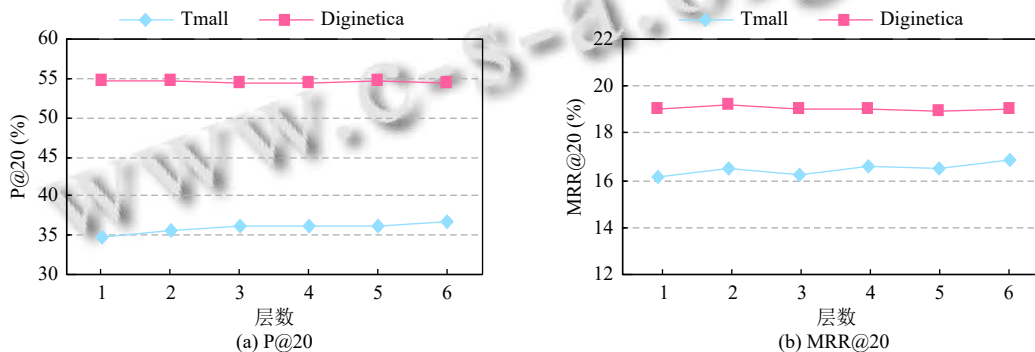 Tmall Diginetica
60
55
50
45
40
35
30
P@20 (%)
1 2 3 4 5 6
层数
(a) P@20
Tmall Diginetica
22
20
18
16
14
12
MRR@20 (%)
1 2 3 4 5 6
层数
(b) MRR@20